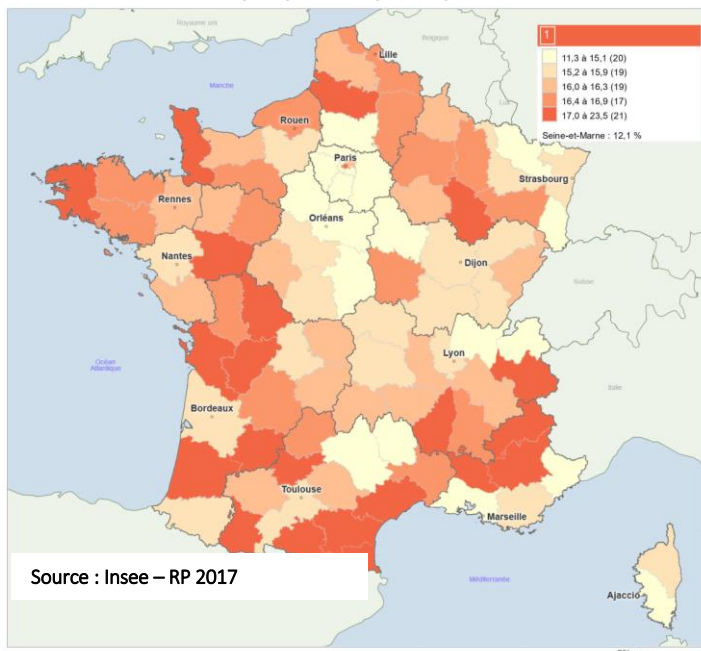 Royaume uni
Belgique
Lille
Manche
Rouen
Paris
Strasbourg
Rennes
Orléans
Nantes
Dijon
Suisse
Océan
Atlantique
Lyon
Italie
Bordeaux
Toulouse
Marseille
Méditerranée
Ajaccio
1
11,3 à 15,1 (20)
15,2 à 15,9 (19)
16,0 à 16,3 (19)
16,4 à 16,9 (17)
17,0 à 23,5 (21)
Seine-et-Marne : 12,1 %
Source : Insee – RP 2017